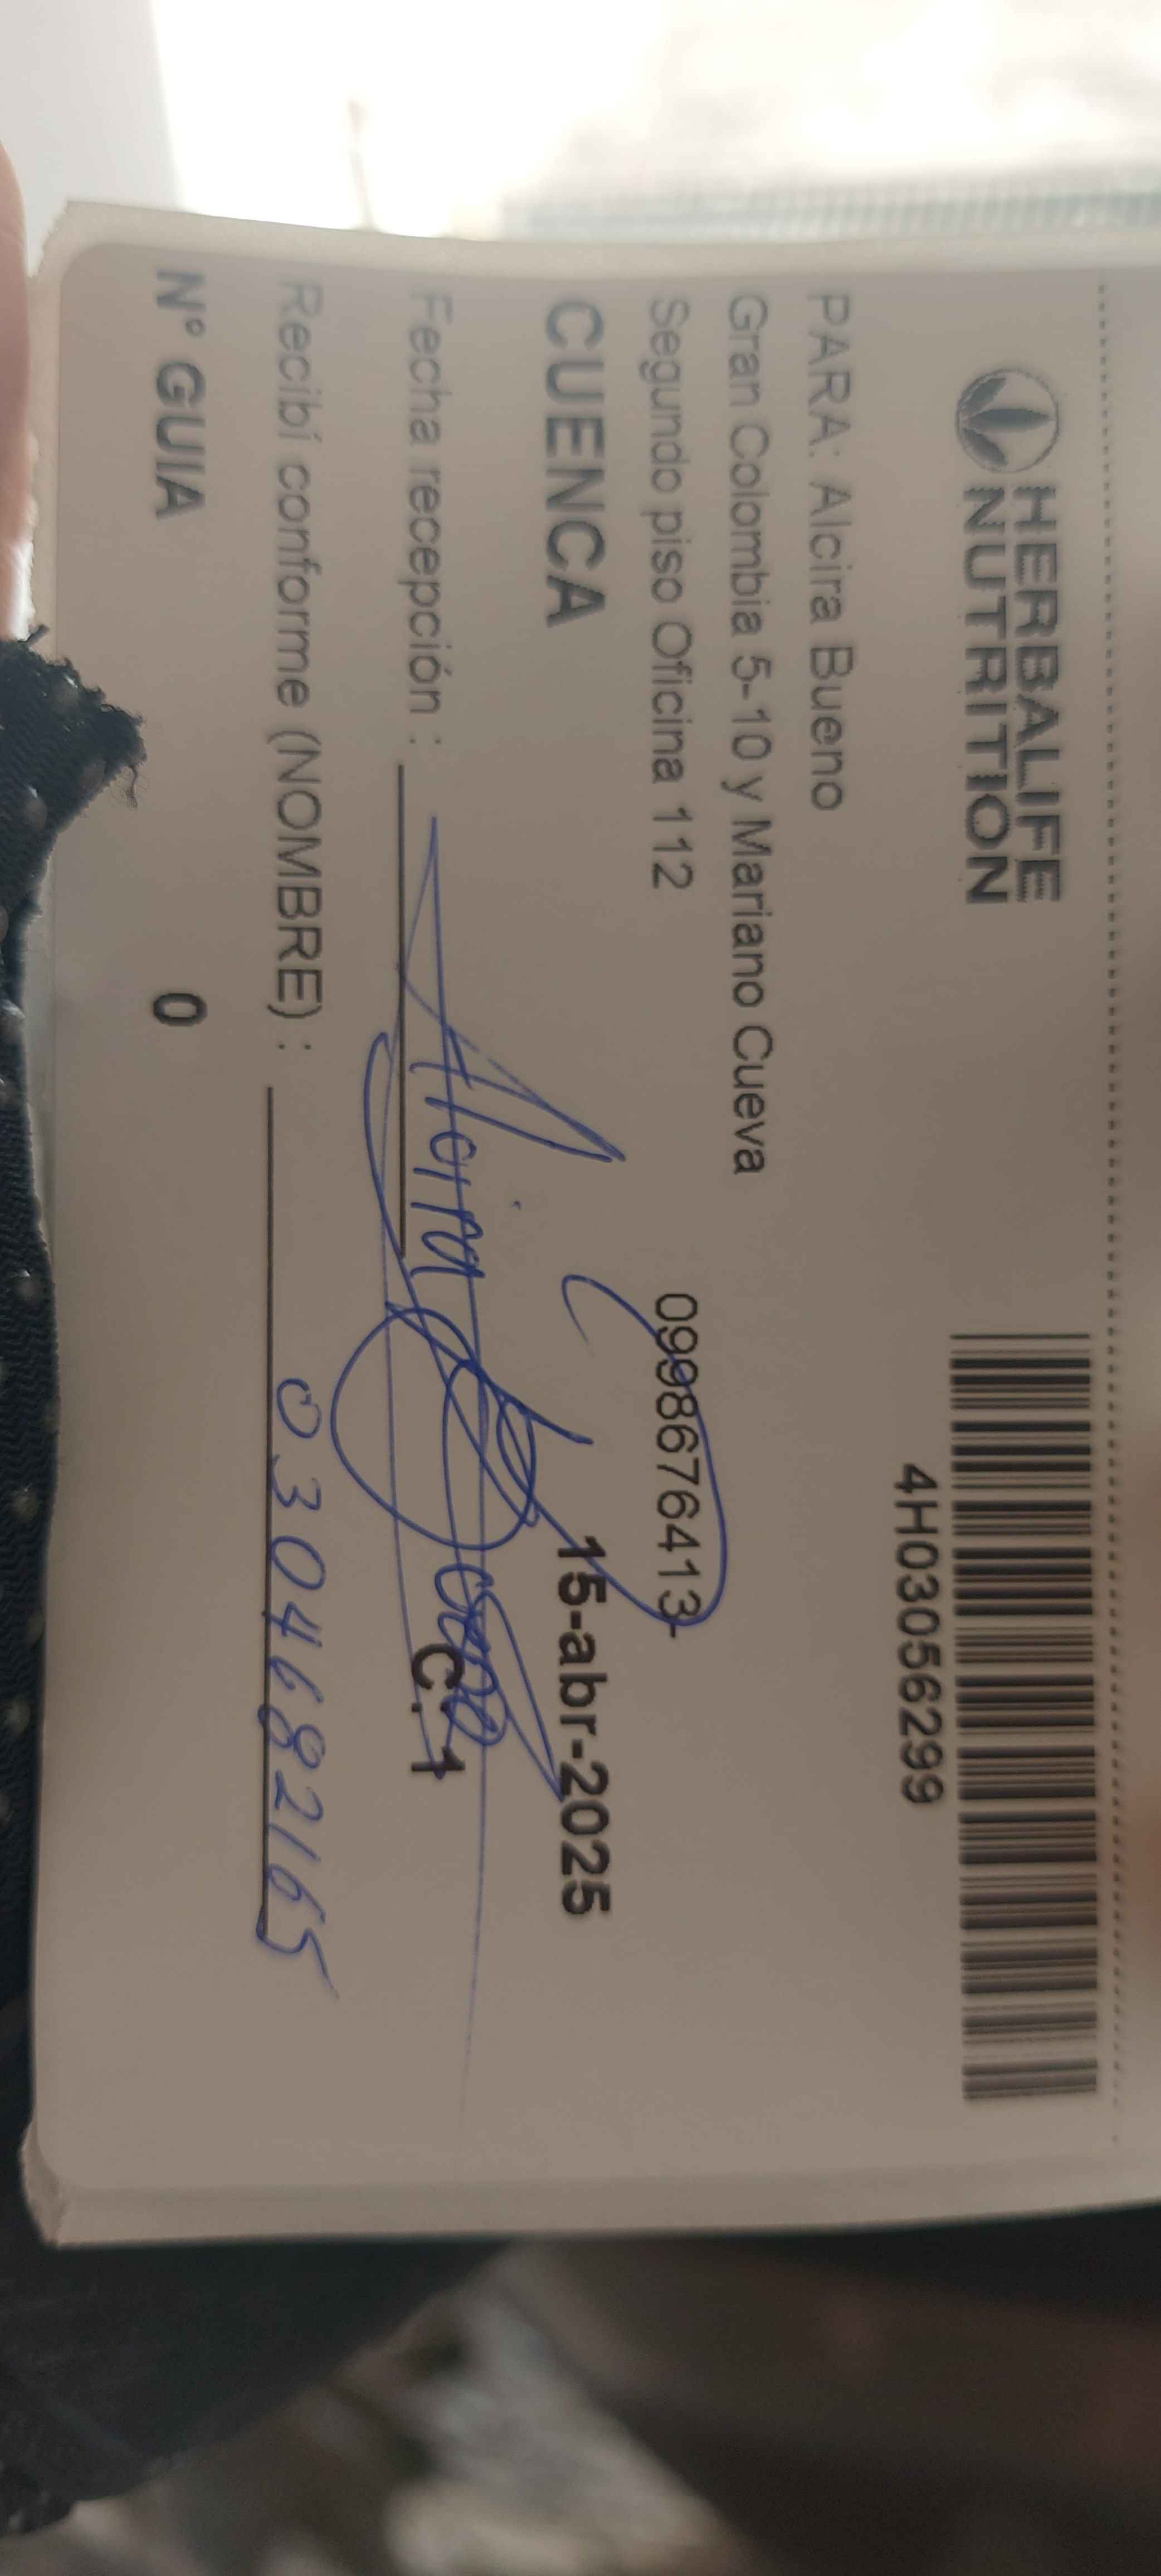 HERBALIFE
NUTRITION
4H03056299
PARA: Alcira Bueno
Gran Colombia 5-10 y Mariano Cueva
Segundo piso Oficina 112
0998676413-
CUENCA
15-abr-2025
Fecha recepción :
C. 1
Recibí conforme (NOMBRE) :
0304682165
N° GUIA 0